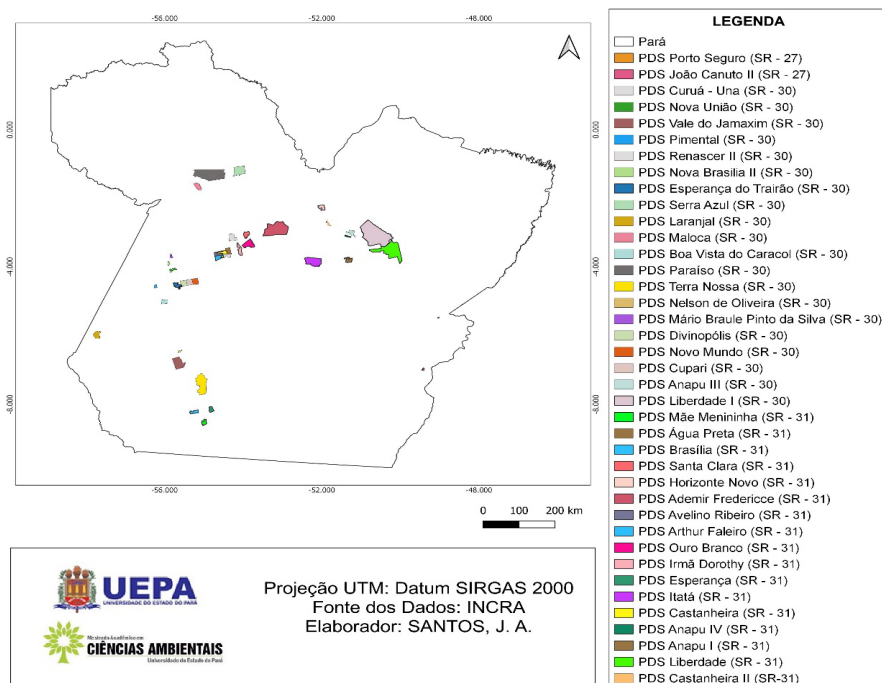 -56.000 -52.000 -48.000
LEGENDA
Pará
PDS Porto Seguro (SR - 27)
PDS João Canuto II (SR - 27)
PDS Curuá - Una (SR - 30)
PDS Nova União (SR - 30)
PDS Vale do Jamaxim (SR - 30)
PDS Pimental (SR - 30)
PDS Renascer II (SR - 30)
PDS Nova Brasilia II (SR - 30)
PDS Esperança do Trairão (SR - 30)
PDS Serra Azul (SR - 30)
PDS Laranjal (SR - 30)
PDS Maloca (SR - 30)
PDS Boa Vista do Caracol (SR - 30)
PDS Paraíso (SR - 30)
PDS Terra Nossa (SR - 30)
PDS Nelson de Oliveira (SR - 30)
PDS Mário Braule Pinto da Silva (SR - 30)
PDS Divinopólis (SR - 30)
PDS Novo Mundo (SR - 30)
PDS Cupari (SR - 30)
PDS Anapu III (SR - 30)
PDS Liberdade I (SR - 30)
PDS Mãe Menininha (SR - 31)
PDS Água Preta (SR - 31)
PDS Brasília (SR - 31)
PDS Santa Clara (SR - 31)
PDS Horizonte Novo (SR - 31)
PDS Ademir Fredericce (SR - 31)
PDS Avelino Ribeiro (SR - 31)
PDS Arthur Faleiro (SR - 31)
PDS Ouro Branco (SR - 31)
PDS Irmã Dorothy (SR - 31)
PDS Esperança (SR - 31)
PDS Itatá (SR - 31)
PDS Castanheira (SR - 31)
PDS Anapu IV (SR - 31)
PDS Anapu I (SR - 31)
PDS Liberdade (SR - 31)
PDS Castanheira II (SR-31)
0.000 0.000
-4.000 -4.000
-8.000 -8.000
-56.000 -52.000 -48.000
0 100 200 km
UEPA
UNIVERSIDADE DO ESTADO DO PARÁ
Mestrado Acadêmico em
CIÊNCIAS AMBIENTAIS
Universidade do Estado do Pará
Projeção UTM: Datum SIRGAS 2000
Fonte dos Dados: INCRA
Elaborador: SANTOS, J. A.